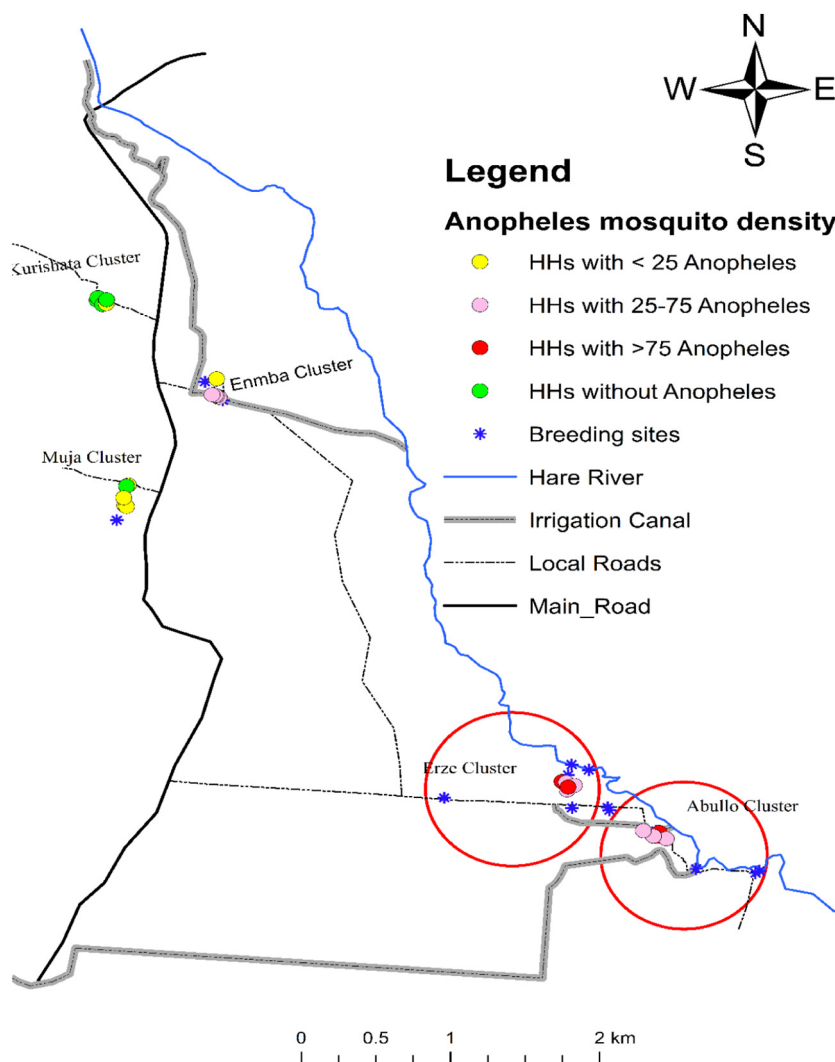 N
W
E
S
Legend
Anopheles mosquito density
HHs with < 25 Anopheles
HHs with 25-75 Anopheles
HHs with >75 Anopheles
HHs without Anopheles
Breeding sites
Hare River
Irrigation Canal
Local Roads
Main_Road
Kurishata Cluster
Enmba Cluster
Muja Cluster
Erze Cluster
Abullo Cluster
0 0.5 1 2 km